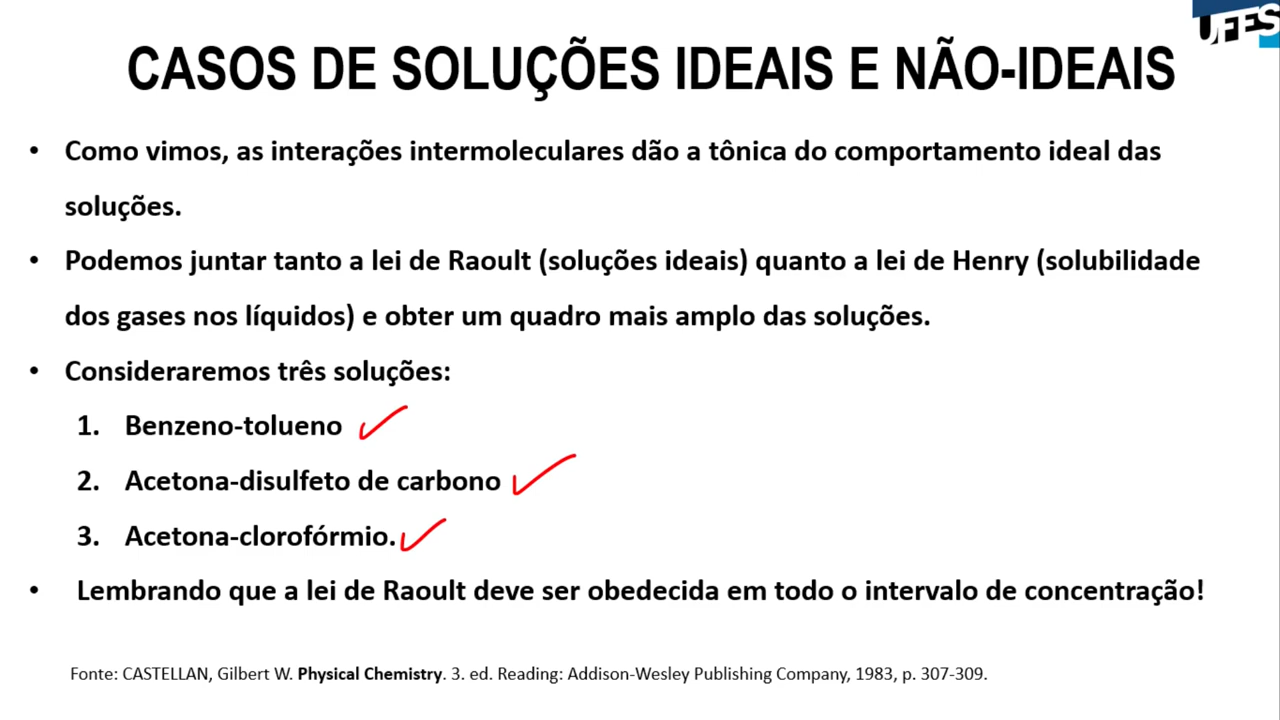 UFES
CASOS DE SOLUÇÕES IDEAIS E NÃO-IDEAIS
• Como vimos, as interações intermoleculares dão a tônica do comportamento ideal das
soluções.
• Podemos juntar tanto a lei de Raoult (soluções ideais) quanto a lei de Henry (solubilidade
dos gases nos líquidos) e obter um quadro mais amplo das soluções.
• Consideraremos três soluções:
1. Benzeno-tolueno
2. Acetona-disulfeto de carbono
3. Acetona-clorofórmio.
• Lembrando que a lei de Raoult deve ser obedecida em todo o intervalo de concentração!
Fonte: CASTELLAN, Gilbert W. Physical Chemistry. 3. ed. Reading: Addison-Wesley Publishing Company, 1983, p. 307-309.